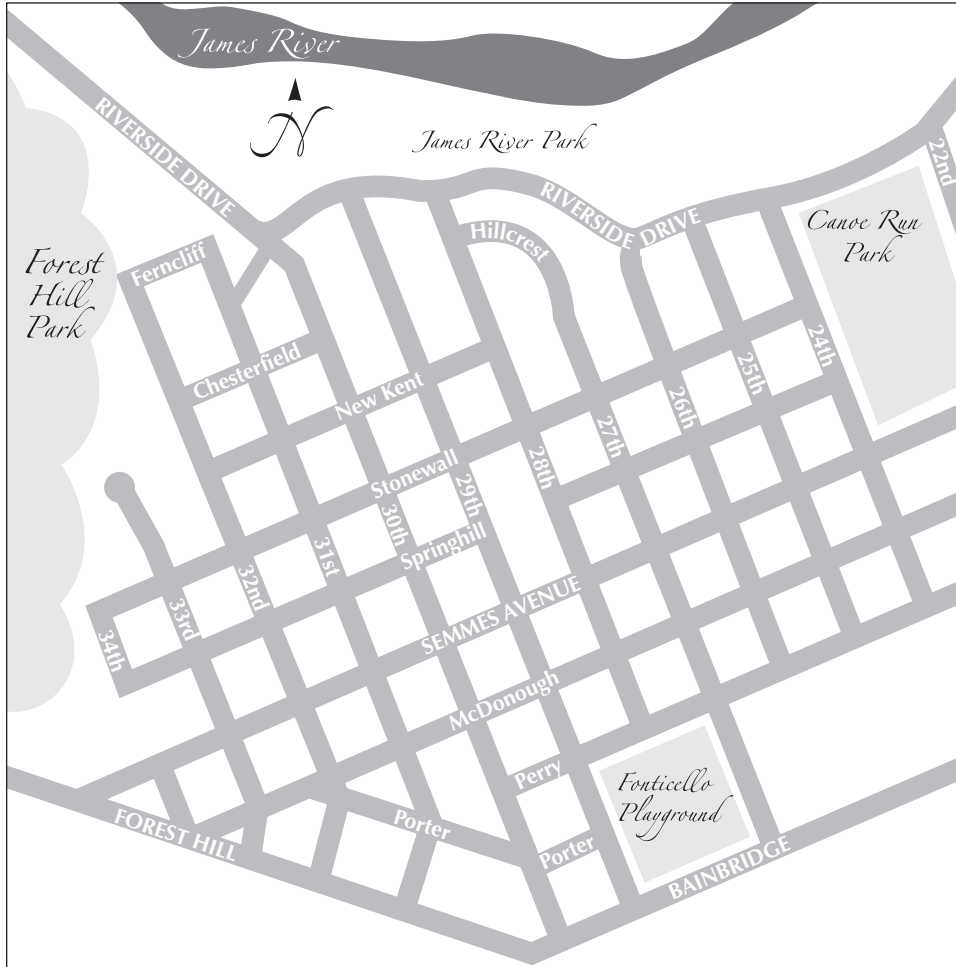 James River
N
James River Park
RIVERSIDE DRIVE
22nd
RIVERSIDE DRIVE
Canoe Run
Park
Hillcrest
Ferncliff
Forest
Hill
Park
Chesterfield
24th
New Kent
25th
26th
27th
Stonewall
28th
29th
30th
Springhill
31st
32nd
33rd
34th
SEMMES AVENUE
McDonough
Perry
Fonticello
Playground
FOREST HILL
Porter
Porter
BAINBRIDGE